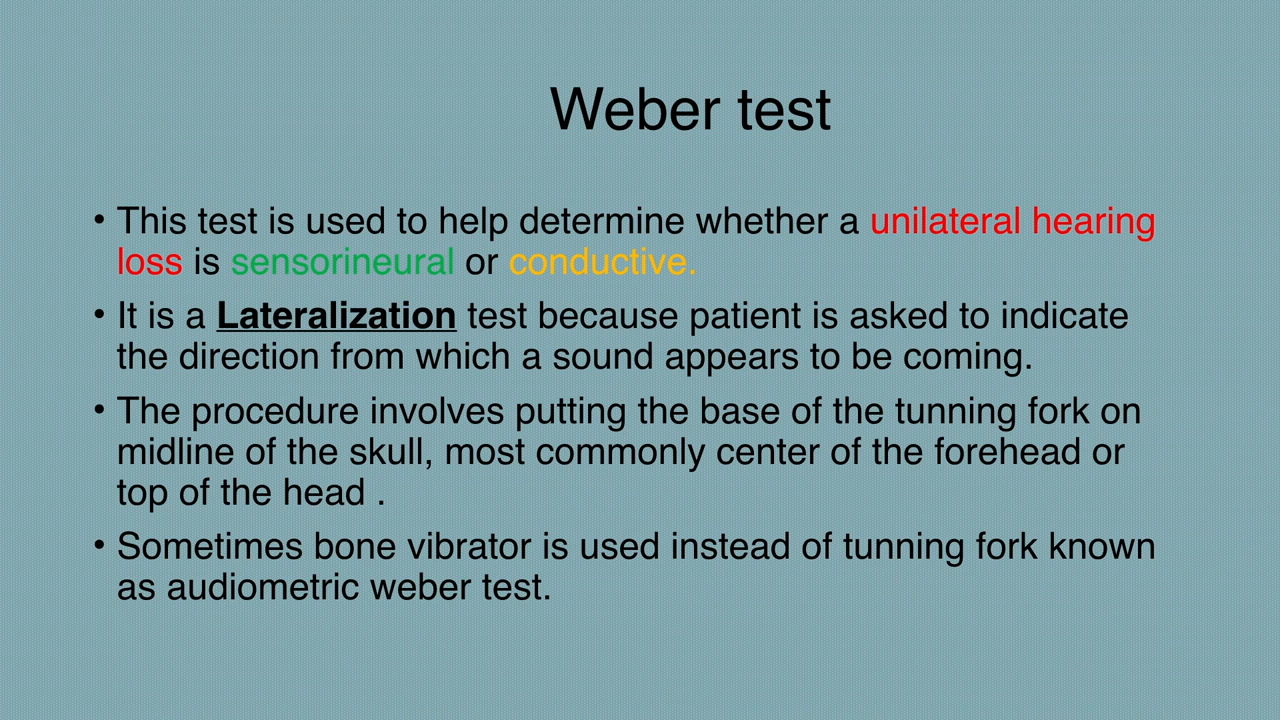 Weber test
• This test is used to help determine whether a unilateral hearing
loss is sensorineural or conductive.
• It is a Lateralization test because patient is asked to indicate
the direction from which a sound appears to be coming.
• The procedure involves putting the base of the tunning fork on
midline of the skull, most commonly center of the forehead or
top of the head .
• Sometimes bone vibrator is used instead of tunning fork known
as audiometric weber test.